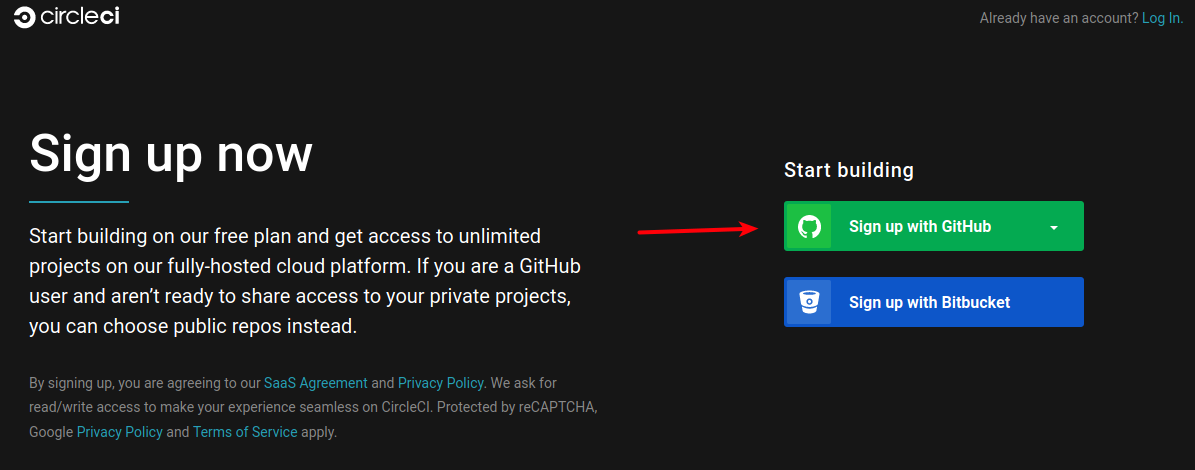 circleci
Already have an account? Log In.
Sign up now
Start building on our free plan and get access to unlimited
projects on our fully-hosted cloud platform. If you are a GitHub
user and aren’t ready to share access to your private projects,
you can choose public repos instead.
By signing up, you are agreeing to our SaaS Agreement and Privacy Policy. We ask for
read/write access to make your experience seamless on CircleCI. Protected by reCAPTCHA,
Google Privacy Policy and Terms of Service apply.
Start building
Sign up with GitHub
Sign up with Bitbucket